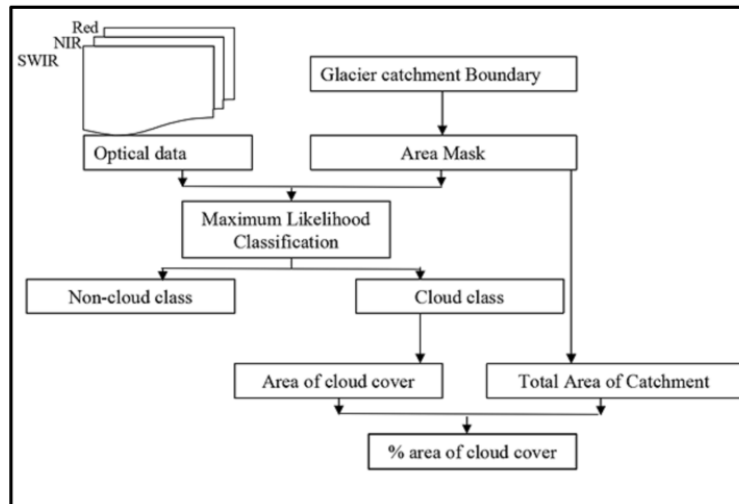 Red
NIR
SWIR
Glacier catchment Boundary
Optical data
Area Mask
Maximum Likelihood
Classification
Non-cloud class
Cloud class
Area of cloud cover
Total Area of Catchment
% area of cloud cover